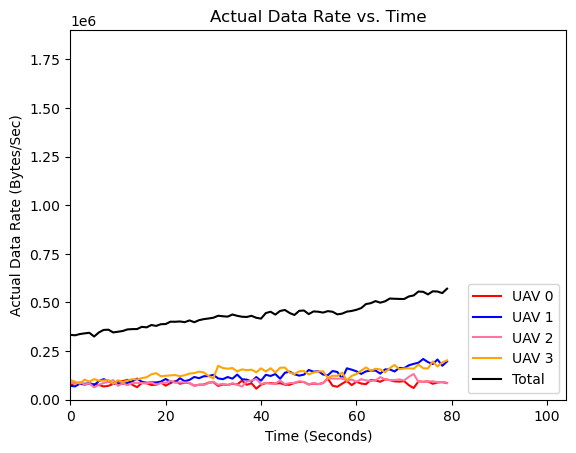 Actual Data Rate vs. Time
1e6
Actual Data Rate (Bytes/Sec)
1.75
1.50
1.25
1.00
0.75
0.50
0.25
0.00
0 20 40 60 80 100
Time (Seconds)
UAV 0
UAV 1
UAV 2
UAV 3
Total